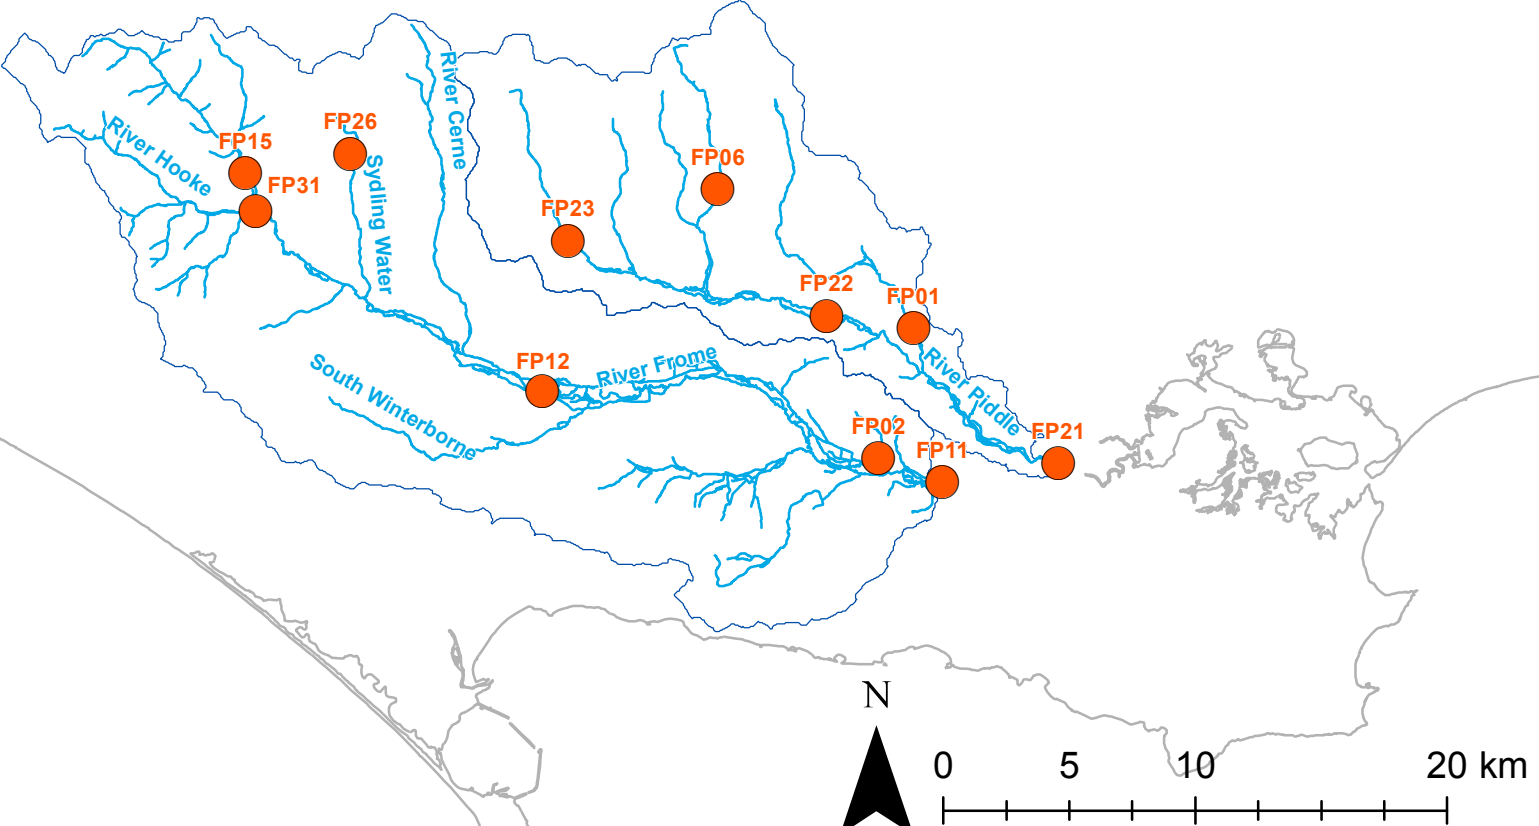 River Cerne
FP26
River Hooke
FP15
FP06
FP31
Sydling Water
FP23
FP22
FP01
River Frome
FP12
South Winterborne
River Piddle
FP02
FP21
FP11
N
0 5 10 20 km